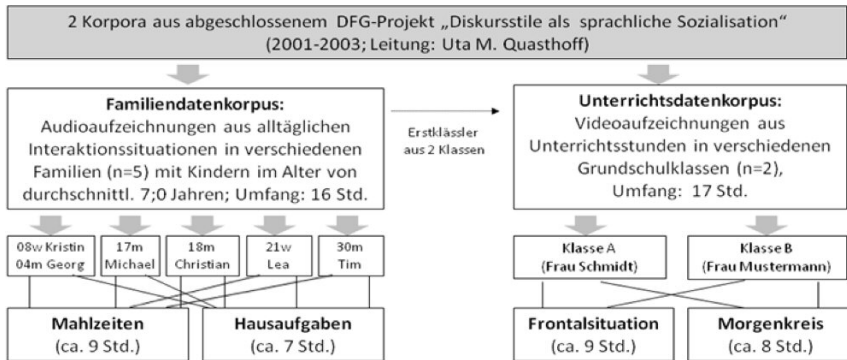 2 Korpora aus abgeschlossenem DFG-Projekt „Diskursstile als sprachliche Sozialisation“
(2001-2003; Leitung: Uta M. Quasthoff)
Familiendatenkorpus:
Audioaufzeichnungen aus alltäglichen
Interaktionssituationen in verschiedenen
Familien (n=5) mit Kindern im Alter von
durchschnittl. 7;0 Jahren; Umfang: 16 Std.
Erstklässler
aus 2 Klassen
Unterrichtsdatenkorpus:
Videoaufzeichnungen aus
Unterrichtsstunden in verschiedenen
Grundschulklassen (n=2),
Umfang: 17 Std.
08w Kristin
04m Georg
17m
Michael
18m
Christian
21w
Lea
30m
Tim
Klasse A
(Frau Schmidt)
Klasse B
(Frau Mustermann)
Mahlzeiten
(ca. 9 Std.)
Hausaufgaben
(ca. 7 Std.)
Frontalsituation
(ca. 9 Std.)
Morgenkreis
(ca. 8 Std.)